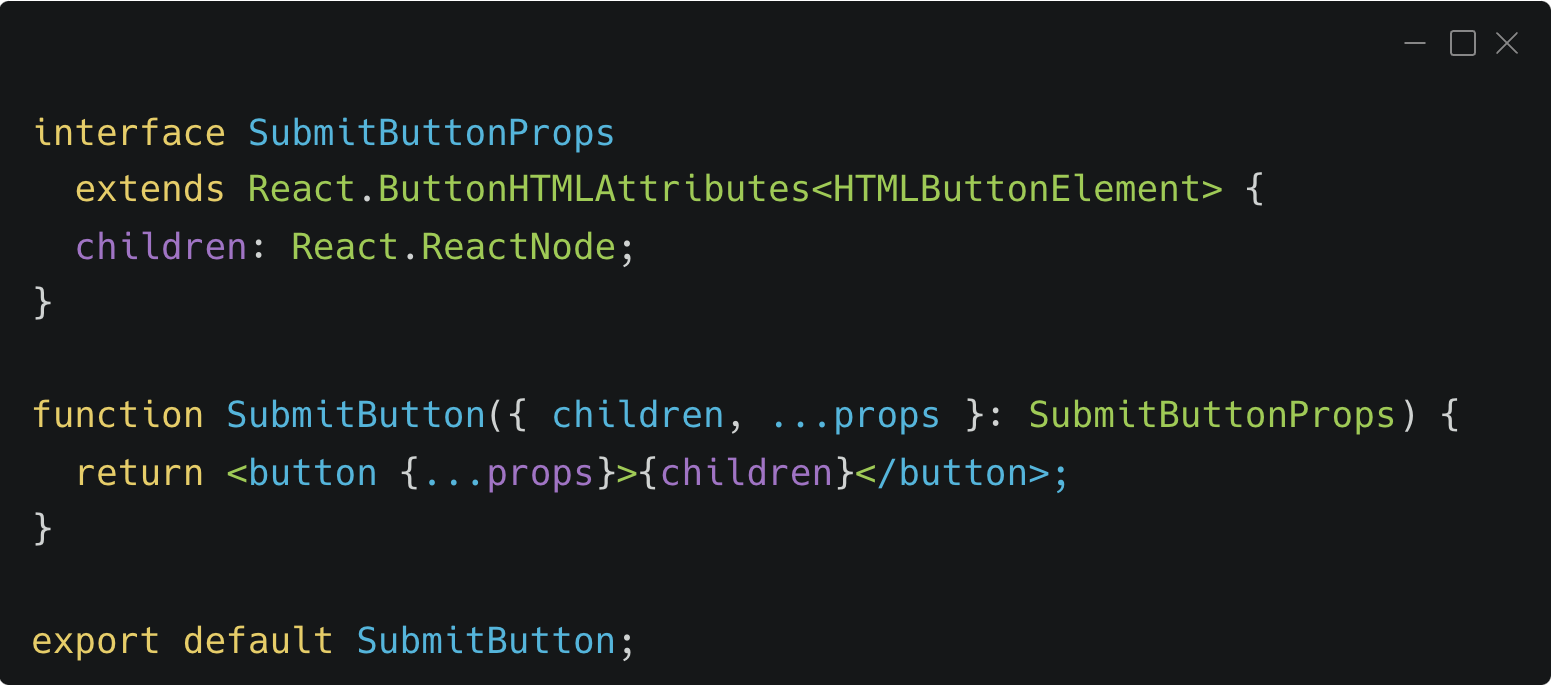 interface SubmitButtonProps
  extends React.ButtonHTMLAttributes<HTMLButtonElement> {
  children: React.ReactNode;
}

function SubmitButton({ children, ...props }: SubmitButtonProps) {
  return <button {...props}>{children}</button>;
}

export default SubmitButton;